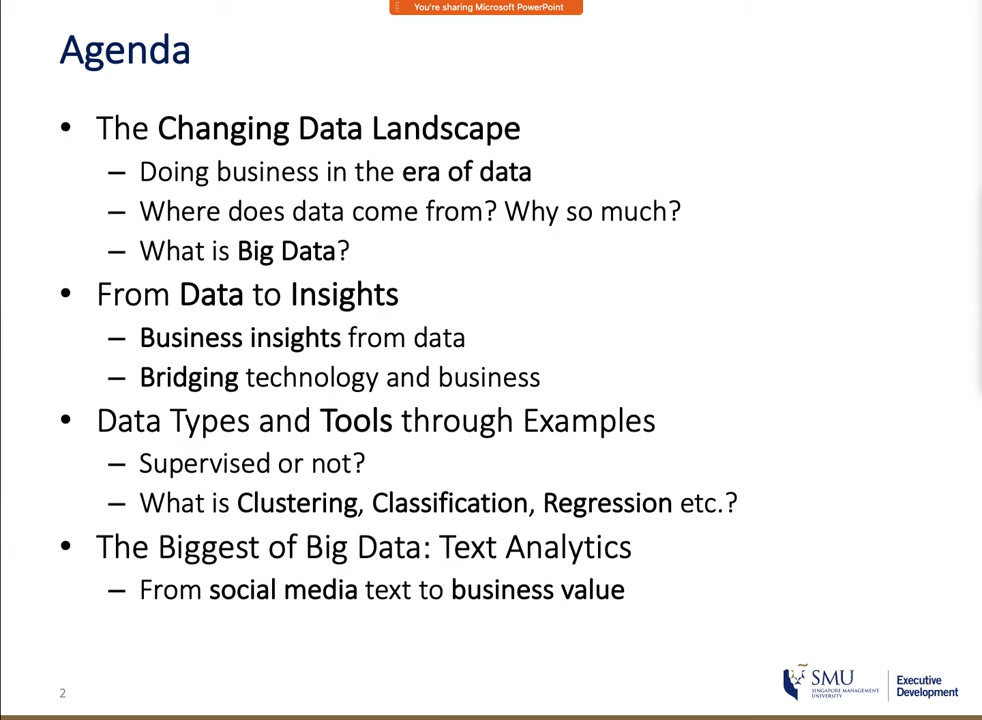 You're sharing Microsoft PowerPoint
Agenda
• The Changing Data Landscape
– Doing business in the era of data
– Where does data come from? Why so much?
– What is Big Data?
• From Data to Insights
– Business insights from data
– Bridging technology and business
• Data Types and Tools through Examples
– Supervised or not?
– What is Clustering, Classification, Regression etc.?
• The Biggest of Big Data: Text Analytics
– From social media text to business value
2
SMU
SINGAPORE MANAGEMENT
UNIVERSITY
Executive
Development